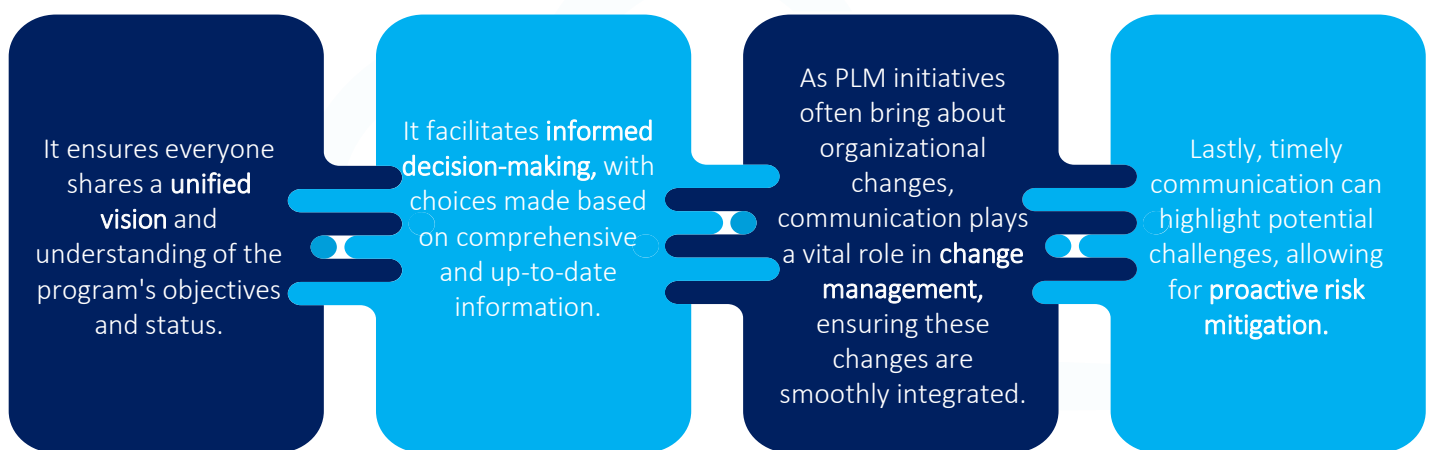 It ensures everyone
shares a unified
vision and
understanding of the
program's objectives
and status.
It facilitates informed
decision-making, with
choices made based
on comprehensive
and up-to-date
information.
As PLM initiatives
often bring about
organizational
changes,
communication plays
a vital role in change
management,
ensuring these
changes are
smoothly integrated.
Lastly, timely
communication can
highlight potential
challenges, allowing
for proactive risk
mitigation.